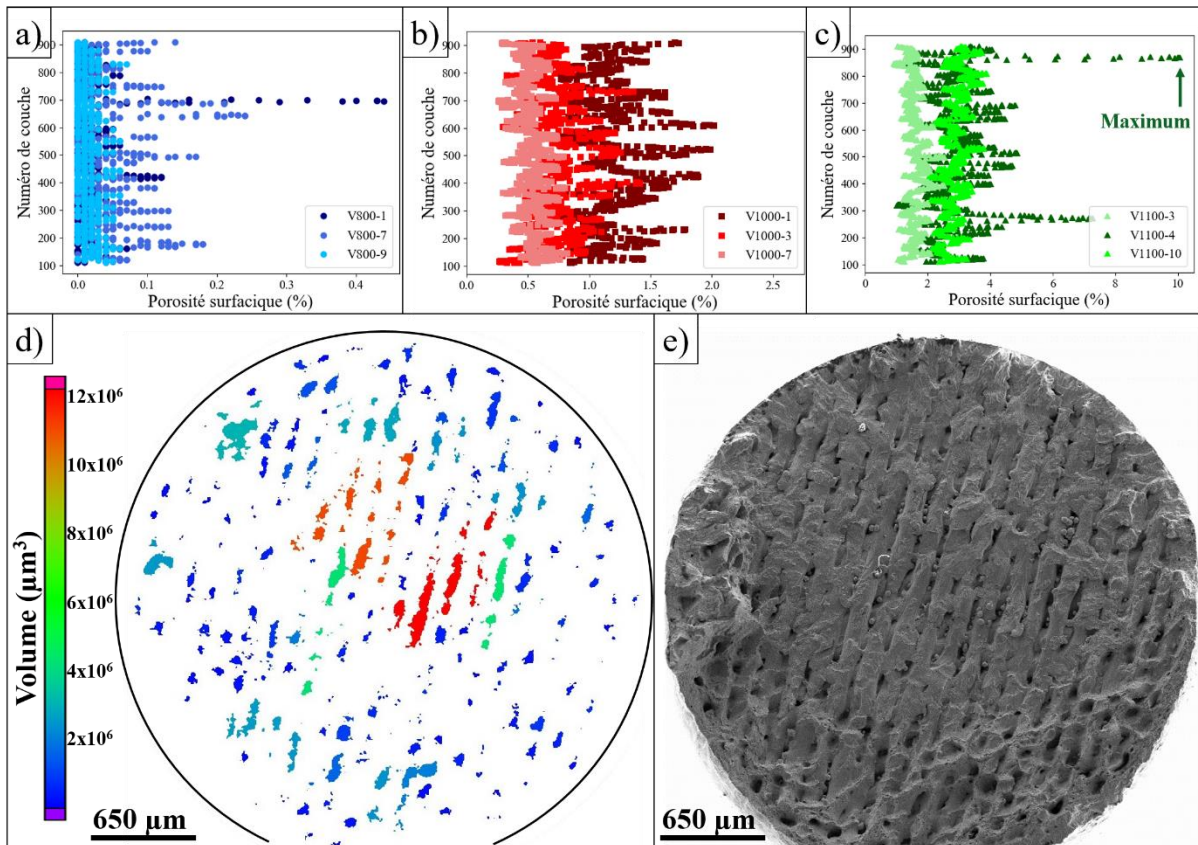 a)
Numéro de couche
900
800
700
600
500
400
300
200
100
0.0 0.1 0.2 0.3 0.4
Porosité surfacique (%)
V800-1
V800-7
V800-9
b)
Numéro de couche
900
800
700
600
500
400
300
200
100
0.0 0.5 1.0 1.5 2.0 2.5
Porosité surfacique (%)
V1000-1
V1000-3
V1000-7
c)
Numéro de couche
900
800
700
600
500
400
300
200
100
0 2 4 6 8 10
Porosité surfacique (%)
Maximum
V1100-3
V1100-4
V1100-10
d)
Volume (µm³)
12x10⁶
10x10⁶
8x10⁶
6x10⁶
4x10⁶
2x10⁶
650 µm
e)
650 µm